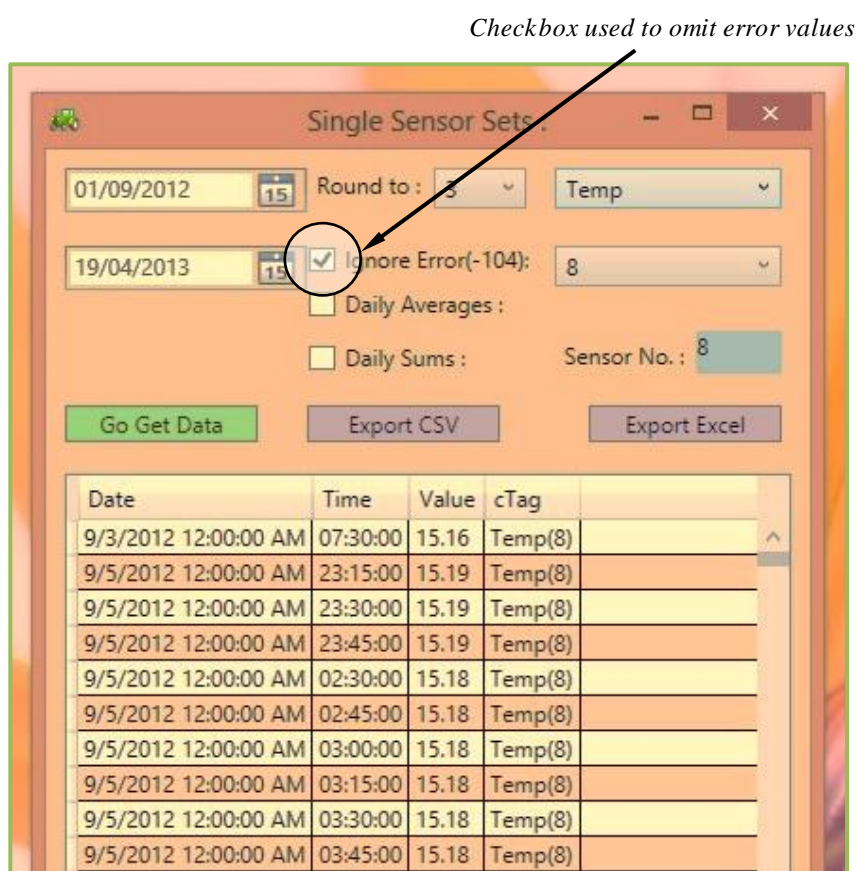 Checkbox used to omit error values
Single Sensor Sets .
01/09/2012 15 Round to : 3 Temp
19/04/2013 15 Ignore Error(-104): 8
Daily Averages :
Daily Sums : Sensor No. : 8
Go Get Data Export CSV Export Excel
Date Time Value cTag
9/3/2012 12:00:00 AM 07:30:00 15.16 Temp(8)
9/5/2012 12:00:00 AM 23:15:00 15.19 Temp(8)
9/5/2012 12:00:00 AM 23:30:00 15.19 Temp(8)
9/5/2012 12:00:00 AM 23:45:00 15.19 Temp(8)
9/5/2012 12:00:00 AM 02:30:00 15.18 Temp(8)
9/5/2012 12:00:00 AM 02:45:00 15.18 Temp(8)
9/5/2012 12:00:00 AM 03:00:00 15.18 Temp(8)
9/5/2012 12:00:00 AM 03:15:00 15.18 Temp(8)
9/5/2012 12:00:00 AM 03:30:00 15.18 Temp(8)
9/5/2012 12:00:00 AM 03:45:00 15.18 Temp(8)